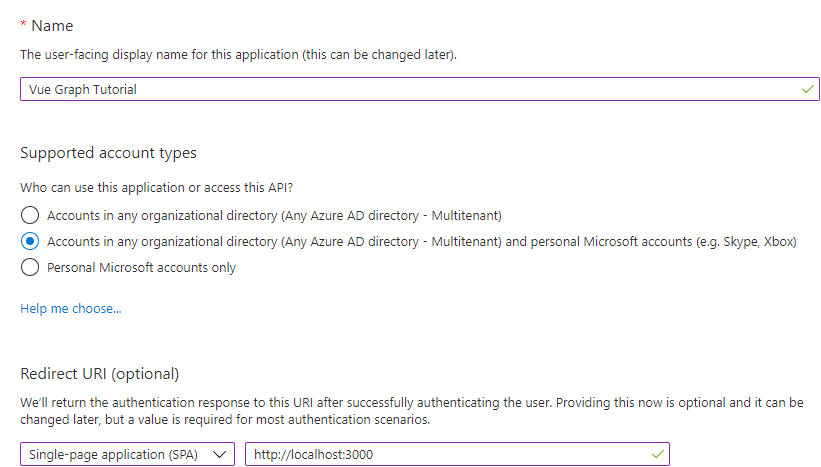 * Name
The user-facing display name for this application (this can be changed later).
Vue Graph Tutorial
Supported account types
Who can use this application or access this API?
Accounts in any organizational directory (Any Azure AD directory - Multitenant)
Accounts in any organizational directory (Any Azure AD directory - Multitenant) and personal Microsoft accounts (e.g. Skype, Xbox)
Personal Microsoft accounts only
Help me choose...
Redirect URI (optional)
We'll return the authentication response to this URI after successfully authenticating the user. Providing this now is optional and it can be
changed later, but a value is required for most authentication scenarios.
Single-page application (SPA) http://localhost:3000